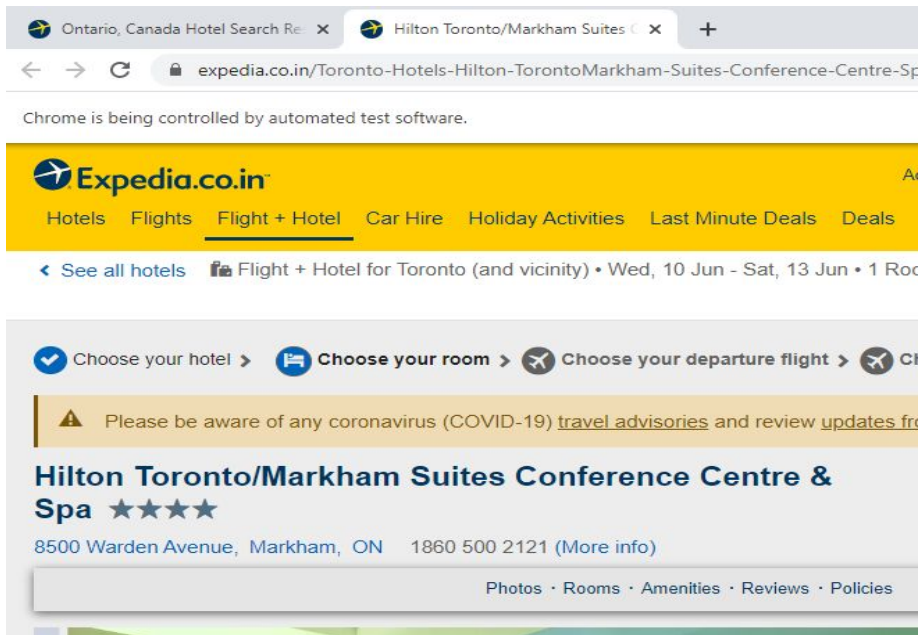 Ontario, Canada Hotel Search Re
Hilton Toronto/Markham Suites C
expedia.co.in/Toronto-Hotels-Hilton-TorontoMarkham-Suites-Conference-Centre-Sp
Chrome is being controlled by automated test software.
Expedia.co.in
Hotels Flights Flight + Hotel Car Hire Holiday Activities Last Minute Deals Deals
See all hotels Flight + Hotel for Toronto (and vicinity) • Wed, 10 Jun - Sat, 13 Jun • 1 Roo
Choose your hotel > Choose your room > Choose your departure flight > Ch
Please be aware of any coronavirus (COVID-19) travel advisories and review updates fro
Hilton Toronto/Markham Suites Conference Centre &
Spa ★★★★
8500 Warden Avenue, Markham, ON 1860 500 2121 (More info)
Photos · Rooms · Amenities · Reviews · Policies